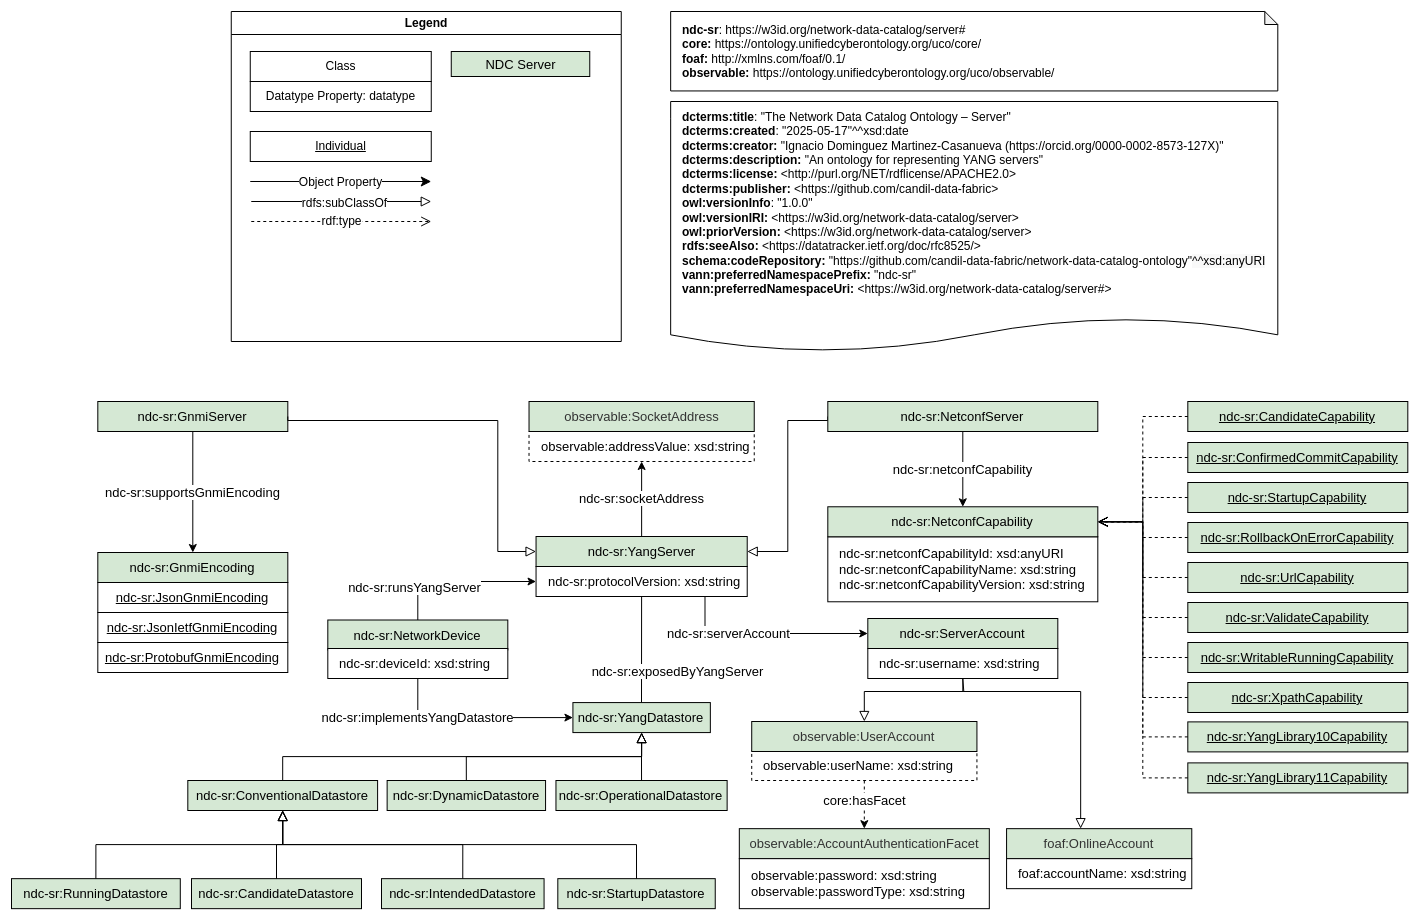 Legend
Class
Datatype Property: datatype
NDC Server
Individual
Object Property
rdfs:subClassOf
rdf:type
ndc-sr: https://w3id.org/network-data-catalog/server#
core: https://ontology.unifiedcyberontology.org/uco/core/
foaf: http://xmlns.com/foaf/0.1/
observable: https://ontology.unifiedcyberontology.org/uco/observable/
dcterms:title: "The Network Data Catalog Ontology – Server"
dcterms:created: "2025-05-17"^^xsd:date
dcterms:creator: "Ignacio Dominguez Martinez-Casanueva (https://orcid.org/0000-0002-8573-127X)"
dcterms:description: "An ontology for representing YANG servers"
dcterms:license: <http://purl.org/NET/rdflicense/APACHE2.0>
dcterms:publisher: <https://github.com/candil-data-fabric>
owl:versionInfo: "1.0.0"
owl:versionIRI: <https://w3id.org/network-data-catalog/server>
owl:priorVersion: <https://w3id.org/network-data-catalog/server>
rdfs:seeAlso: <https://datatracker.ietf.org/doc/rfc8525/>
schema:codeRepository: "https://github.com/candil-data-fabric/network-data-catalog-ontology"^^xsd:anyURI
vann:preferredNamespacePrefix: "ndc-sr"
vann:preferredNamespaceUri: <https://w3id.org/network-data-catalog/server#>
ndc-sr:GnmiServer
ndc-sr:supportsGnmiEncoding
ndc-sr:GnmiEncoding
ndc-sr:JsonGnmiEncoding
ndc-sr:JsonIetfGnmiEncoding
ndc-sr:ProtobufGnmiEncoding
observable:SocketAddress
observable:addressValue: xsd:string
ndc-sr:socketAddress
ndc-sr:YangServer
ndc-sr:protocolVersion: xsd:string
ndc-sr:runsYangServer
ndc-sr:NetworkDevice
ndc-sr:deviceId: xsd:string
ndc-sr:implementsYangDatastore
ndc-sr:serverAccount
ndc-sr:exposedByYangServer
ndc-sr:YangDatastore
ndc-sr:NetconfServer
ndc-sr:netconfCapability
ndc-sr:NetconfCapability
ndc-sr:netconfCapabilityId: xsd:anyURI
ndc-sr:netconfCapabilityName: xsd:string
ndc-sr:netconfCapabilityVersion: xsd:string
ndc-sr:CandidateCapability
ndc-sr:ConfirmedCommitCapability
ndc-sr:StartupCapability
ndc-sr:RollbackOnErrorCapability
ndc-sr:UrlCapability
ndc-sr:ValidateCapability
ndc-sr:WritableRunningCapability
ndc-sr:XpathCapability
ndc-sr:YangLibrary10Capability
ndc-sr:YangLibrary11Capability
ndc-sr:ServerAccount
ndc-sr:username: xsd:string
observable:UserAccount
observable:userName: xsd:string
core:hasFacet
observable:AccountAuthenticationFacet
observable:password: xsd:string
observable:passwordType: xsd:string
foaf:OnlineAccount
foaf:accountName: xsd:string
ndc-sr:ConventionalDatastore
ndc-sr:DynamicDatastore
ndc-sr:OperationalDatastore
ndc-sr:RunningDatastore
ndc-sr:CandidateDatastore
ndc-sr:IntendedDatastore
ndc-sr:StartupDatastore